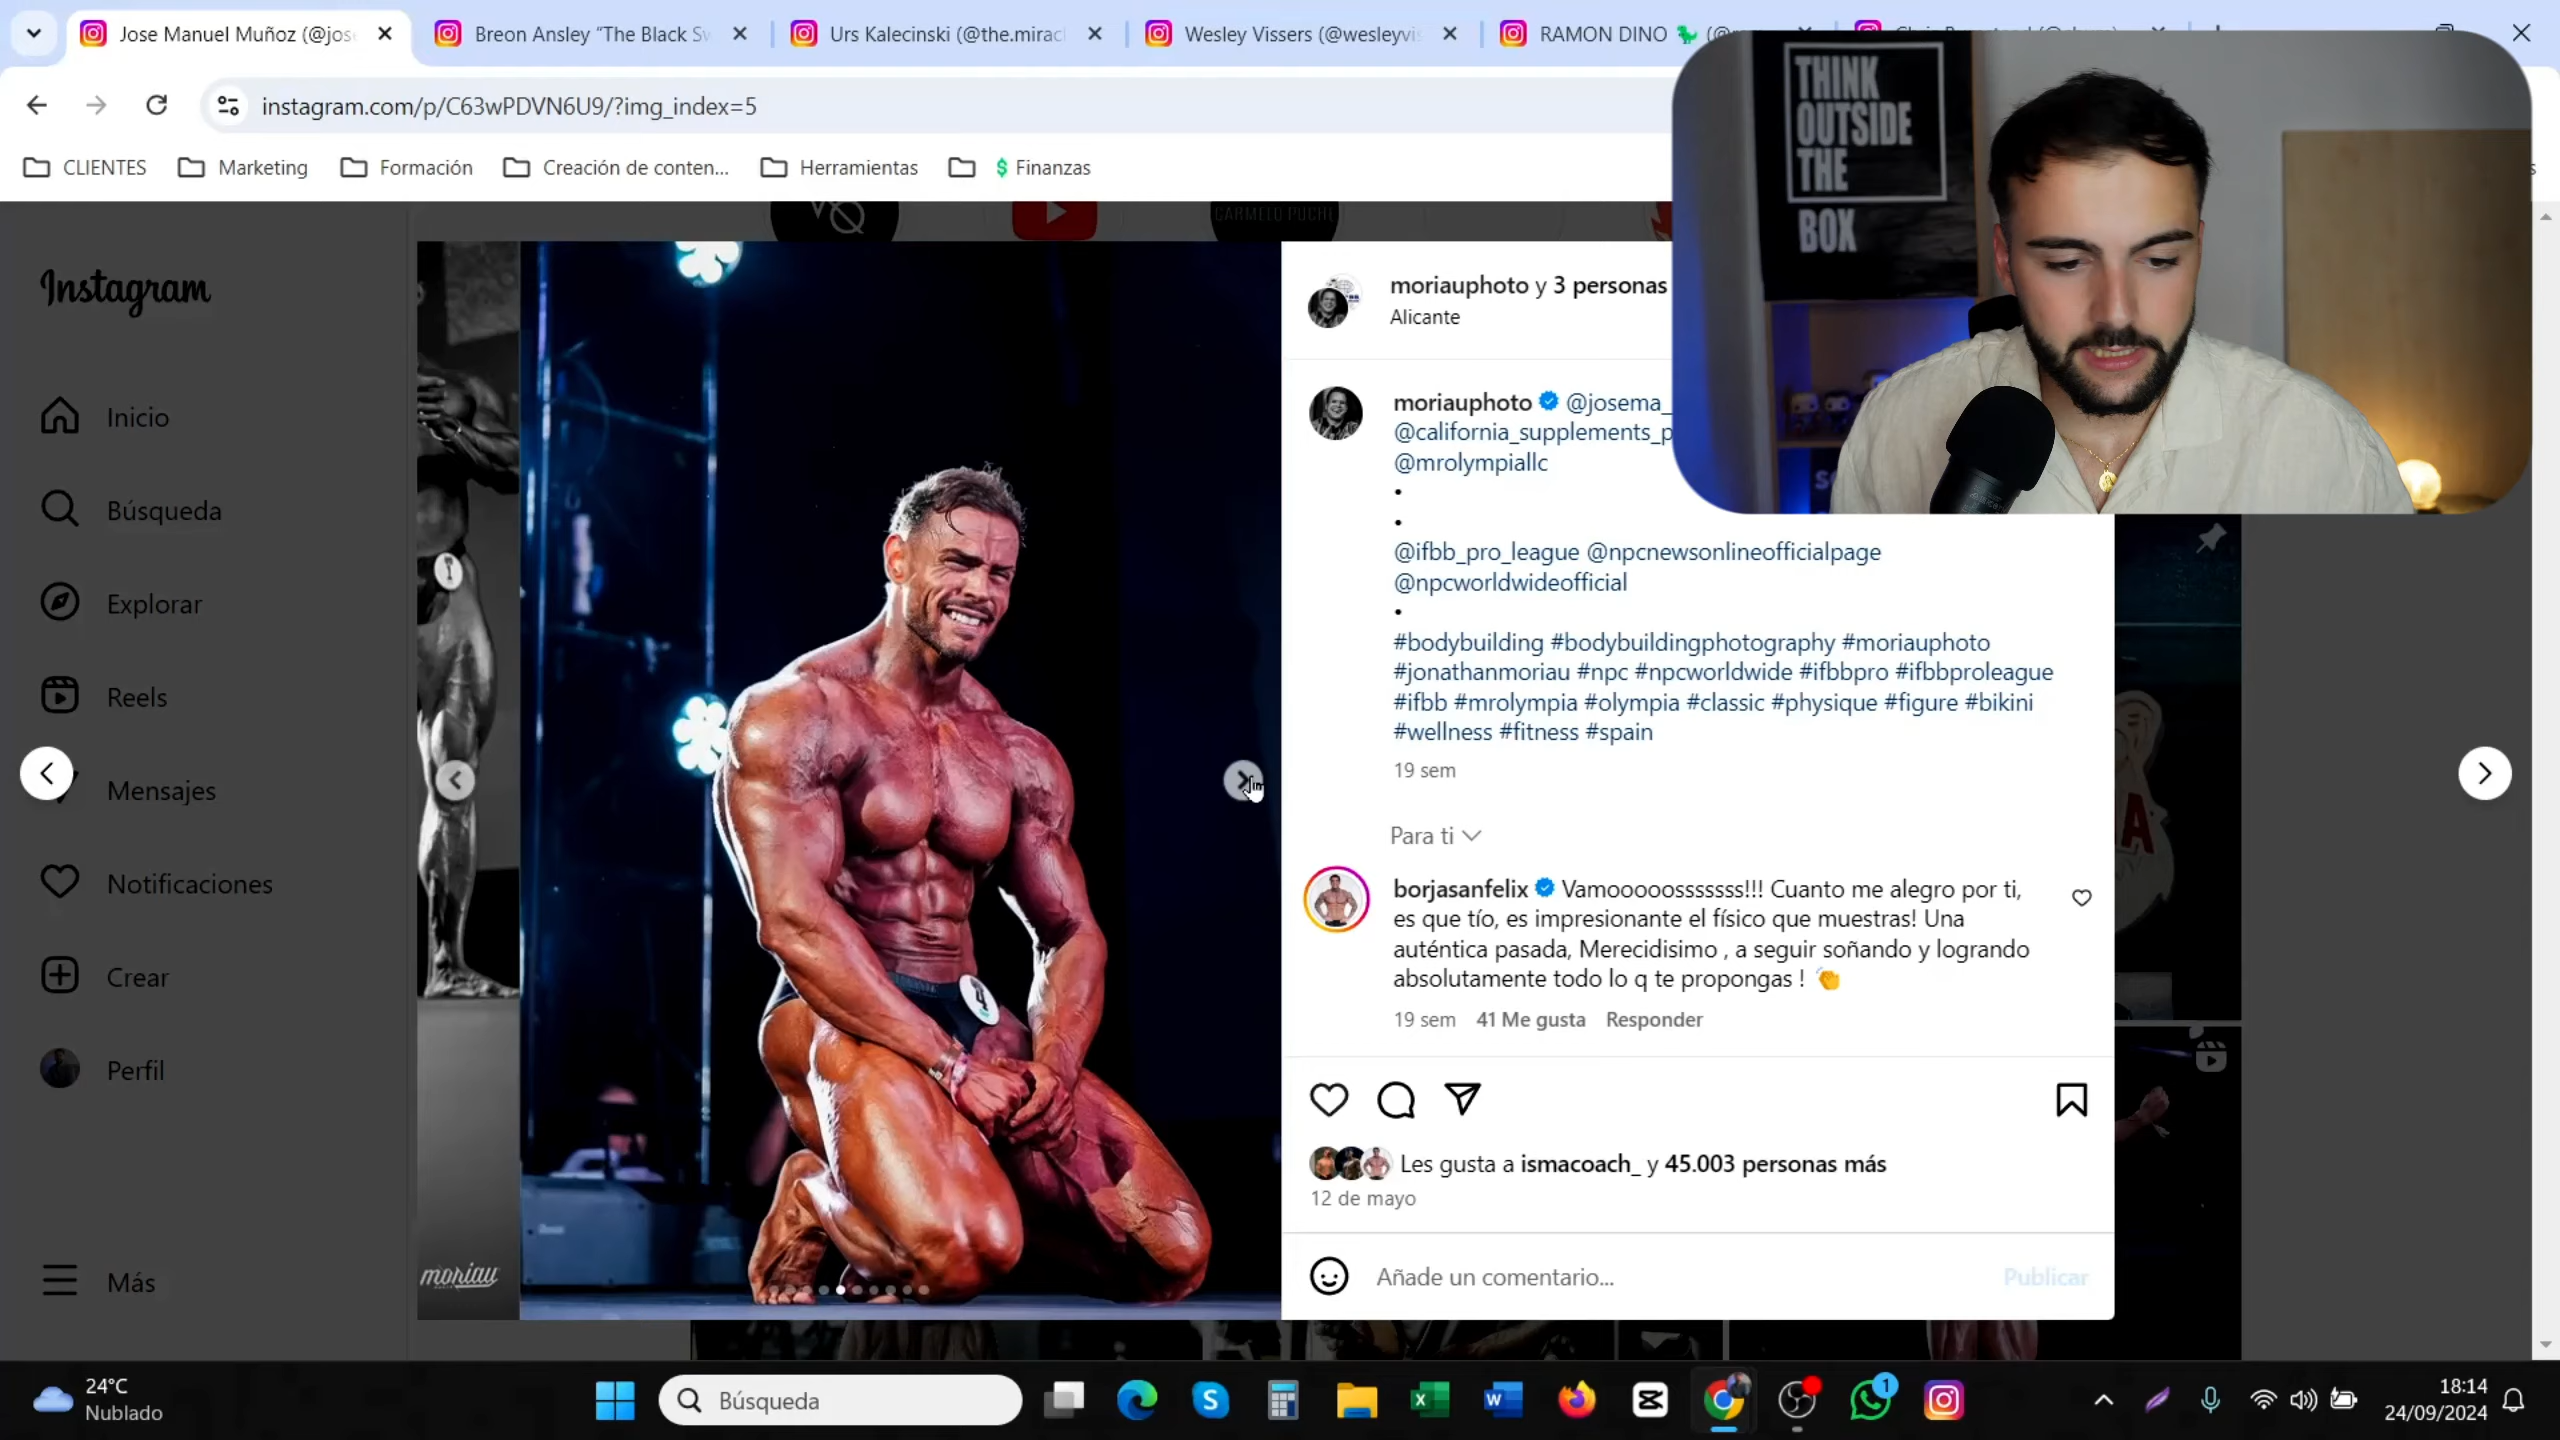 Jose Manuel Muñoz (@jose
Breon Ansley "The Black Sw
Urs Kalecinski (@the.mirac
Wesley Vissers (@wesleyvis
RAMON DINO 🦖 (@
instagram.com/p/C63wPDVN6U9/?img_index=5
CLIENTES
Marketing
Formación
Creación de conten...
Herramientas
$ Finanzas
THINK
OUTSIDE
THE
BOX
CARMELO PUCHE
Instagram
Inicio
Búsqueda
Explorar
Reels
Mensajes
Notificaciones
Crear
Perfil
Más
moriau
moriauphoto y 3 personas
Alicante
moriauphoto @josema_
@california_supplements_p
@mrolympiallc
•
•
@ifbb_pro_league @npcnewsonlineofficialpage
@npcworldwideofficial
•
#bodybuilding #bodybuildingphotography #moriauphoto
#jonathanmoriau #npc #npcworldwide #ifbbpro #ifbbproleague
#ifbb #mrolympia #olympia #classic #physique #figure #bikini
#wellness #fitness #spain
19 sem
Para ti
borjasanfelix Vamooooosssssss!!! Cuanto me alegro por ti,
es que tío, es impresionante el físico que muestras! Una
auténtica pasada, Merecidisimo , a seguir soñando y logrando
absolutamente todo lo q te propongas ! 👏
19 sem 41 Me gusta Responder
Les gusta a ismacoach_ y 45.003 personas más
12 de mayo
Añade un comentario...
Publicar
24°C
Nublado
Búsqueda
1
18:14
24/09/2024